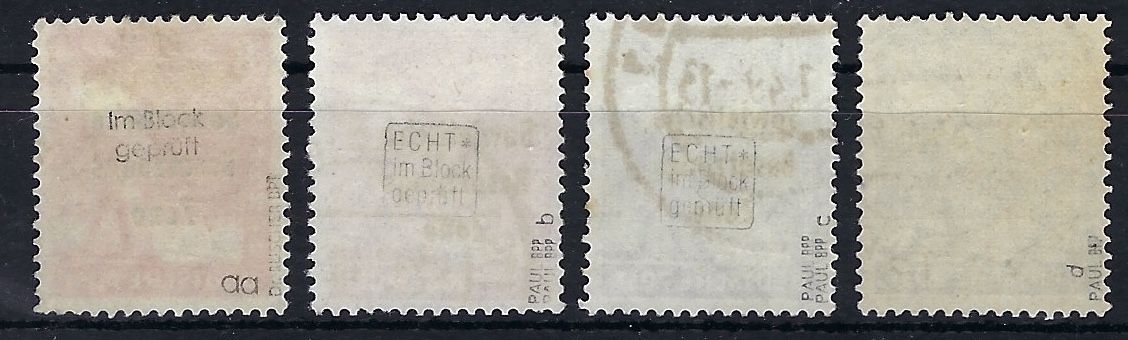 Im Block
geprüft
aa
ECHT*
im Block
geprüft
b
PAUL BPP
PAUL BPP
ECHT*
im Block
geprüft
c
PAUL BPP
PAUL BPP
d
PAUL BPP